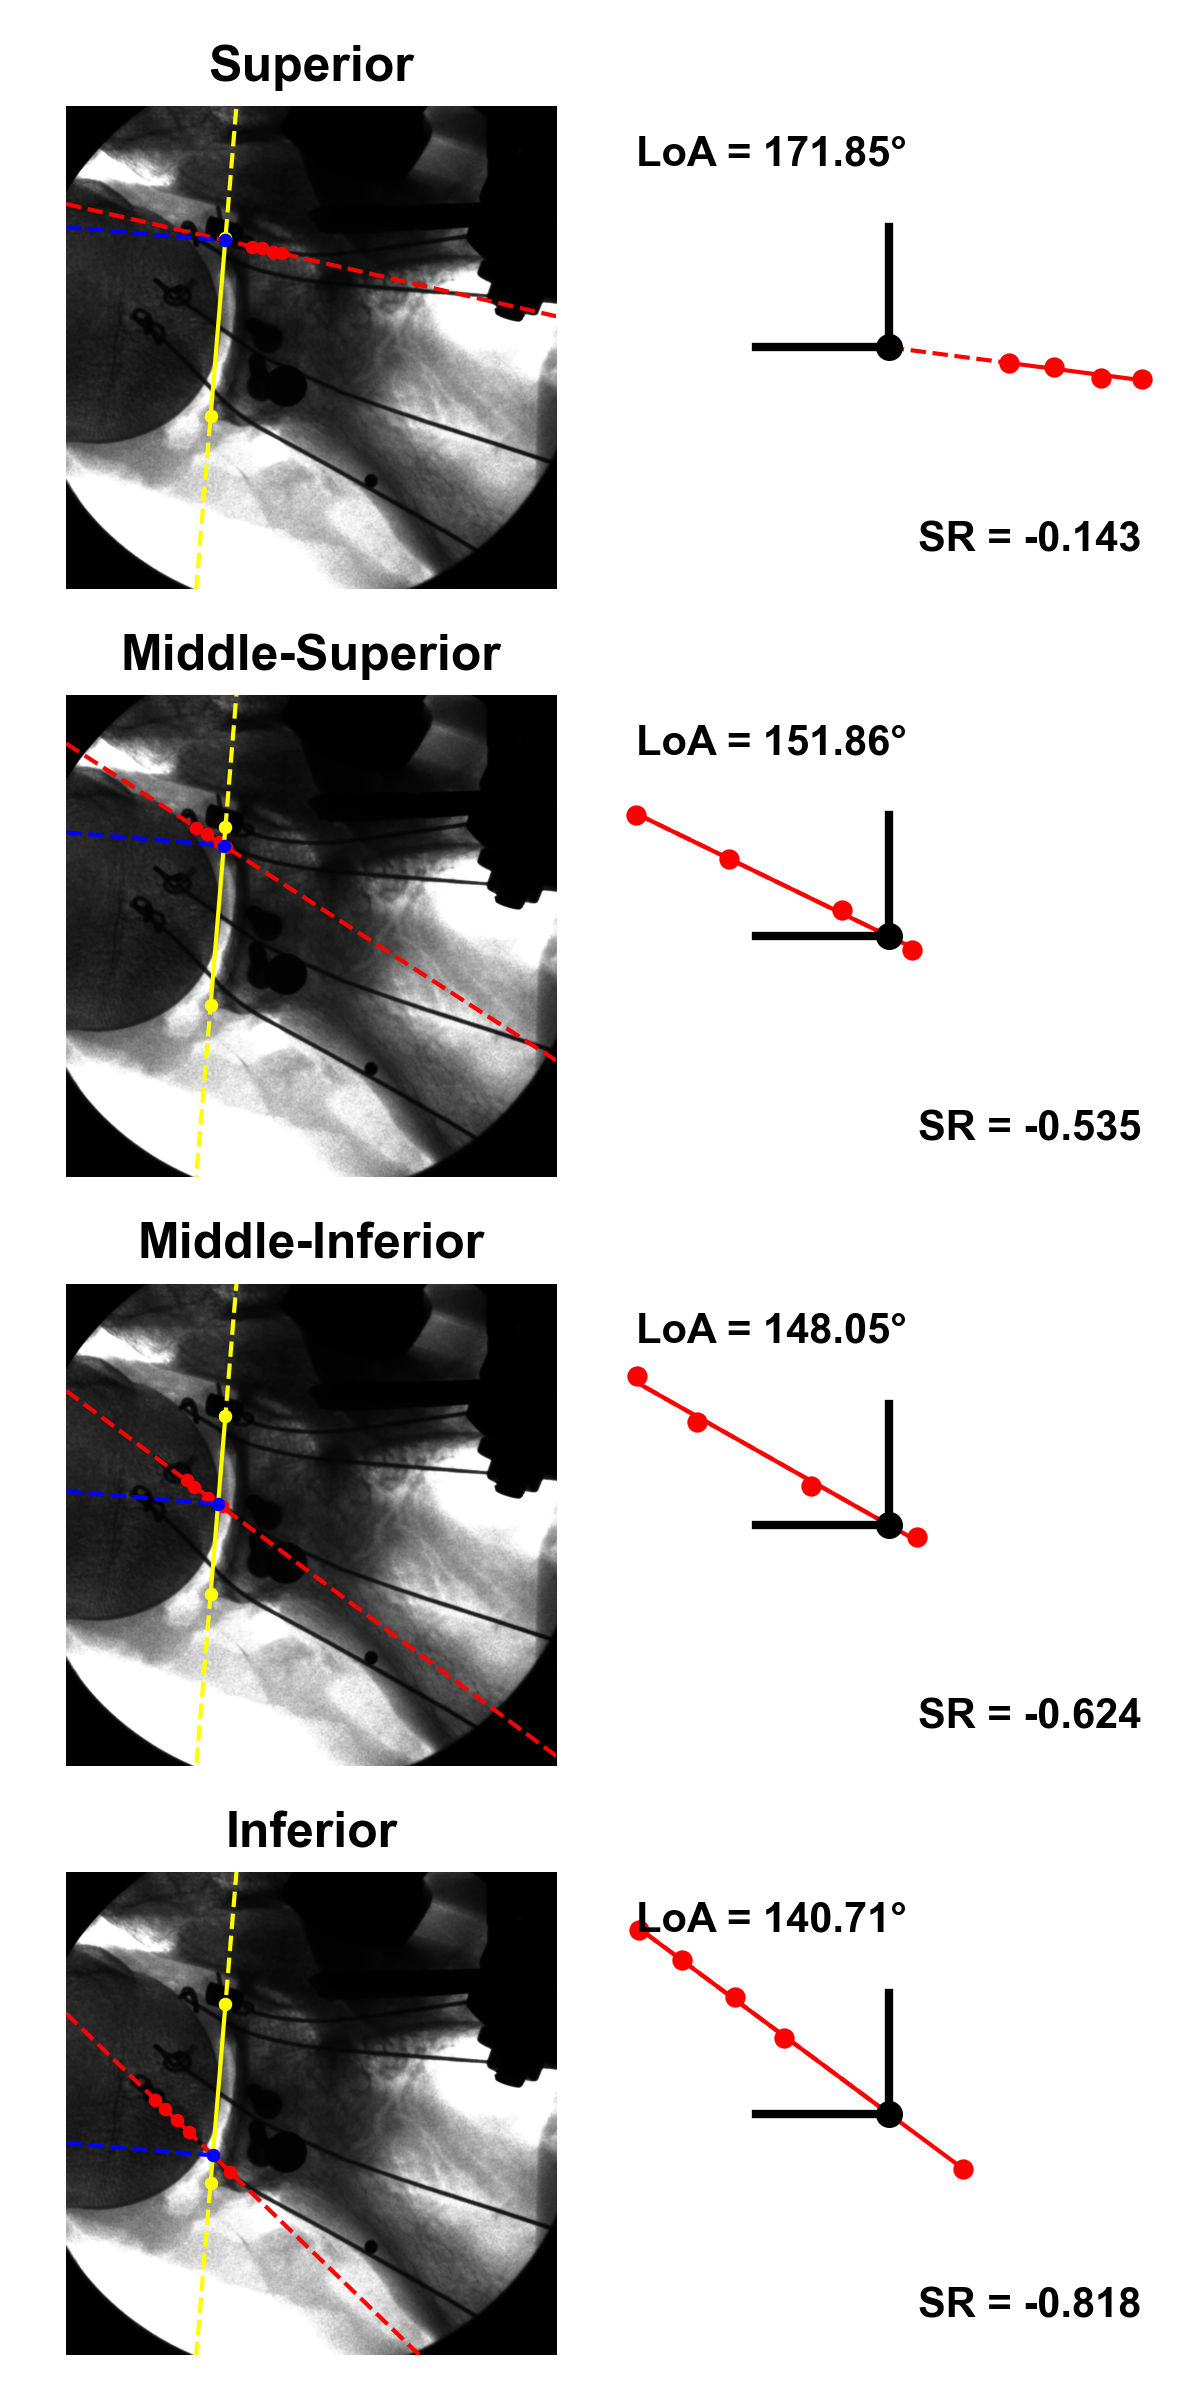 Superior
LoA = 171.85°
SR = -0.143
Middle-Superior
LoA = 151.86°
SR = -0.535
Middle-Inferior
LoA = 148.05°
SR = -0.624
Inferior
LoA = 140.71°
SR = -0.818